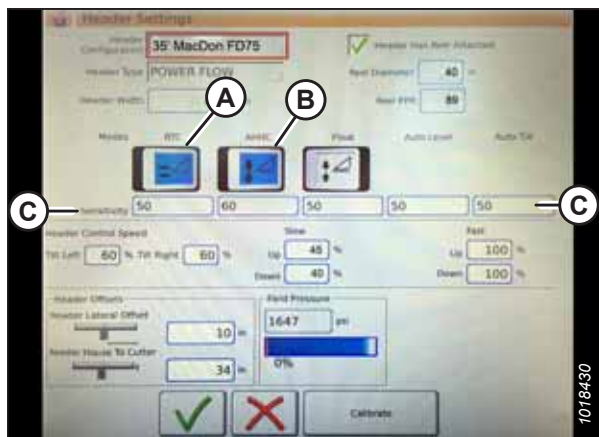 Header Settings
Header Configuration 35' MacDon FD75 Header Has Reel Attached
Header Type POWER FLOW Reel Diameter 40 in
Header Width Reel PPR 89
A B
Modes RTC AHHC Float Auto Level Auto Tilt
C Sensitivity 50 60 50 50 50 C
Header Control Speed Slow Fast
Tilt Left 60 % Tilt Right 60 % Up 45 % Up 100 %
Down 40 % Down 100 %
Header Offsets Field Pressure
Header Lateral Offset 1647 psi
10 in
Feeder House To Cutter 0%
34 in
Calibrate
1018430